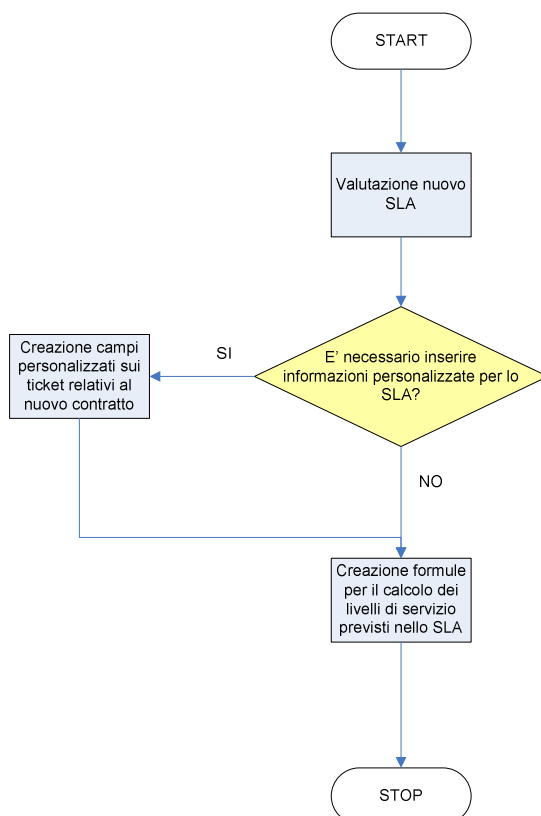 START
Valutazione nuovo
SLA
E' necessario inserire
informazioni personalizzate per lo
SLA?
SI
Creazione campi
personalizzati sui
ticket relativi al
nuovo contratto
NO
Creazione formule
per il calcolo dei
livelli di servizio
previsti nello SLA
STOP